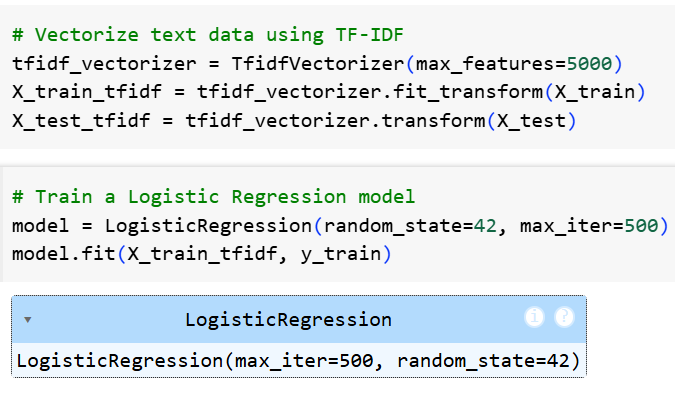 # Vectorize text data using TF-IDF
tfidf_vectorizer = TfidfVectorizer(max_features=5000)
X_train_tfidf = tfidf_vectorizer.fit_transform(X_train)
X_test_tfidf = tfidf_vectorizer.transform(X_test)
# Train a Logistic Regression model
model = LogisticRegression(random_state=42, max_iter=500)
model.fit(X_train_tfidf, y_train)
▾ LogisticRegression i ?
LogisticRegression(max_iter=500, random_state=42)